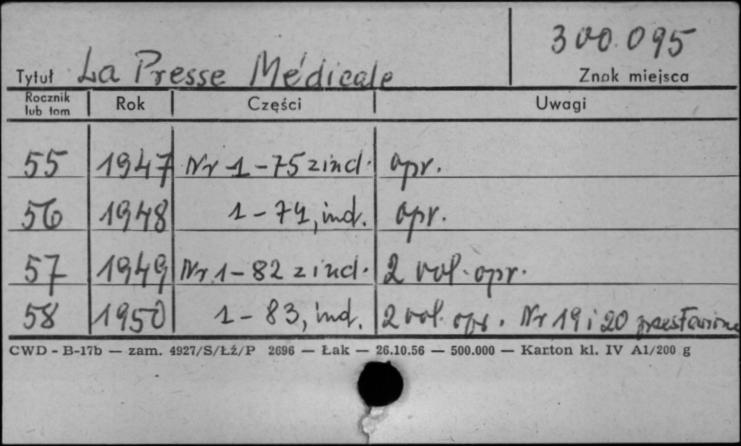 300.095
Tytuł La Presse Médicale Znak miejsca
Rocznik lub tom Rok Części Uwagi
55 1947 Nr 1-75 z ind. opr.
56 1948 1-74, ind. opr.
57 1949 Nr 1-82 z ind. 2 vol. opr.
58 1950 1-83, ind. 2 vol. opr. Nr 19 i 20 przestawione
CWD - B-17b — zam. 4927/S/Łż/P 2696 — Łak — 26.10.56 — 500.000 — Karton kl. IV A1/200 g